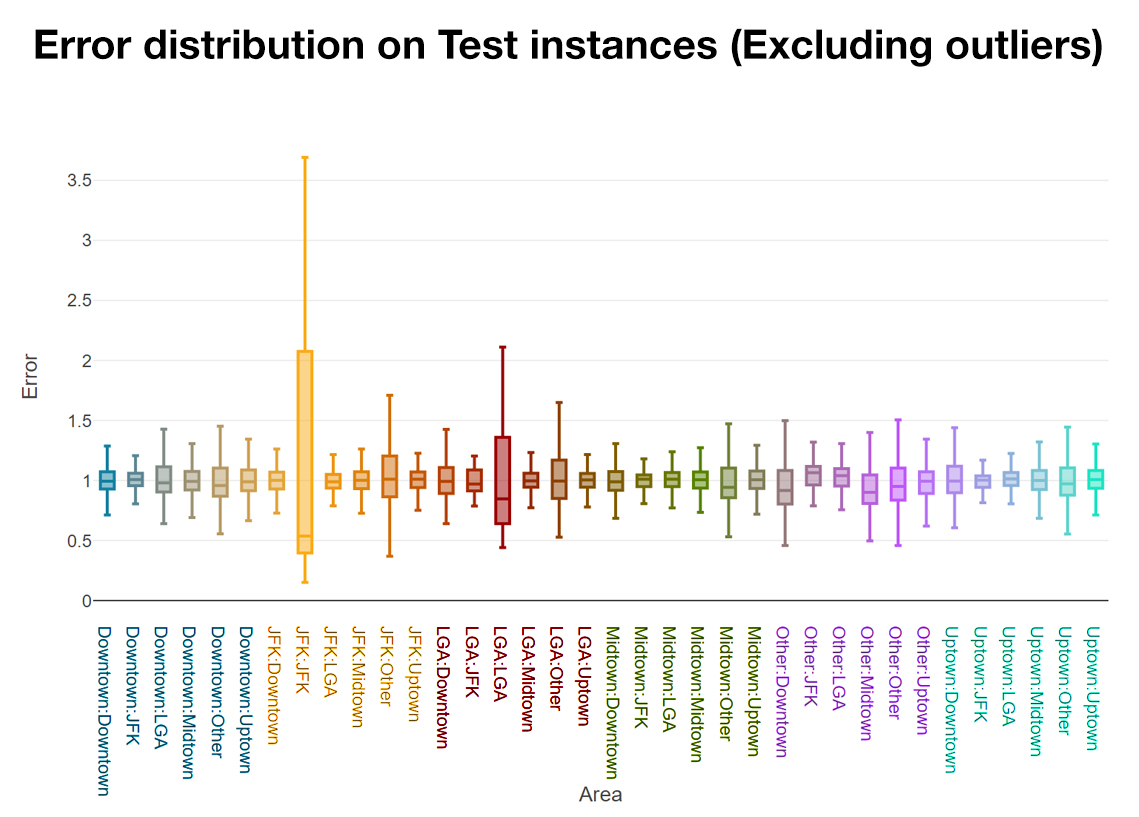 Error distribution on Test instances (Excluding outliers)
Error
3.5
3
2.5
2
1.5
1
0.5
0
Downtown:Downtown
Downtown:JFK
Downtown:LGA
Downtown:Midtown
Downtown:Other
Downtown:Uptown
JFK:Downtown
JFK:JFK
JFK:LGA
JFK:Midtown
JFK:Other
JFK:Uptown
LGA:Downtown
LGA:JFK
LGA:LGA
LGA:Midtown
LGA:Other
LGA:Uptown
Midtown:Downtown
Midtown:JFK
Midtown:LGA
Midtown:Midtown
Midtown:Other
Midtown:Uptown
Other:Downtown
Other:JFK
Other:LGA
Other:Midtown
Other:Other
Other:Uptown
Uptown:Downtown
Uptown:JFK
Uptown:LGA
Uptown:Midtown
Uptown:Other
Uptown:Uptown
Area